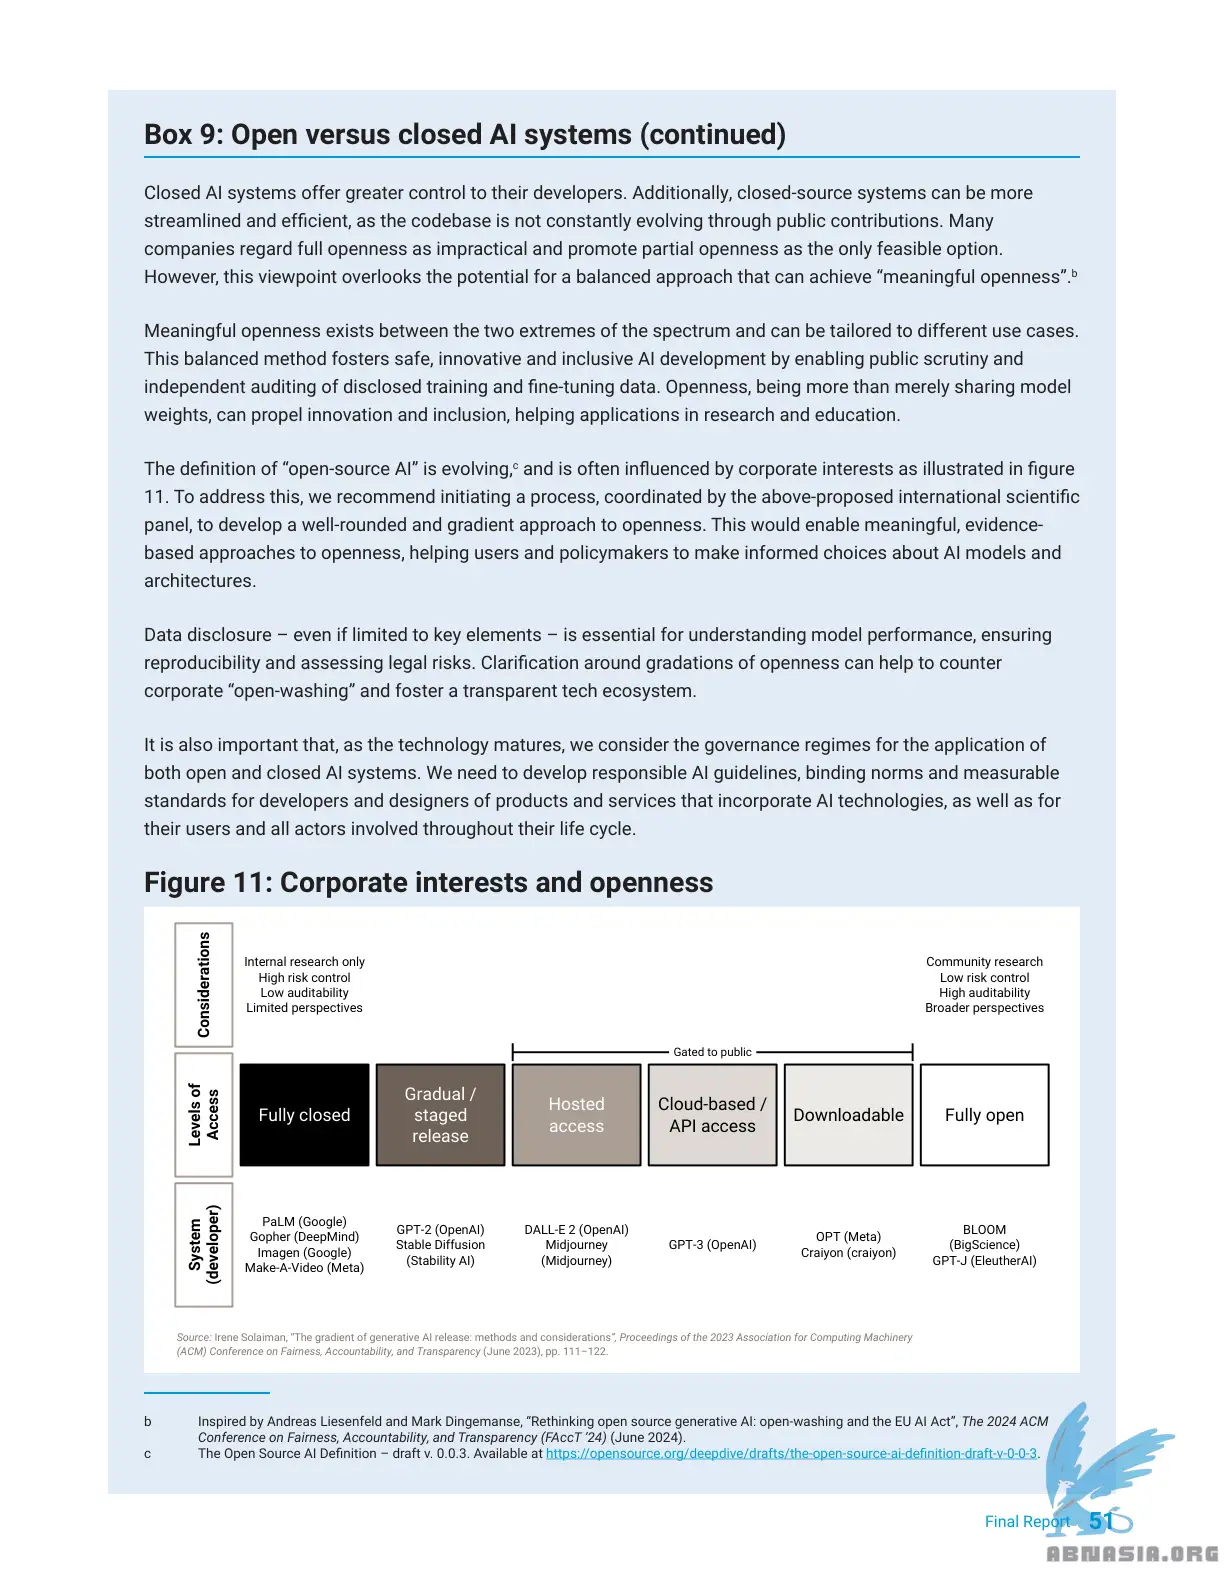 Box 9: Open versus closed AI systems (continued)
Closed AI systems offer greater control to their developers. Additionally, closed-source systems can be more
streamlined and efficient, as the codebase is not constantly evolving through public contributions. Many
companies regard full openness as impractical and promote partial openness as the only feasible option.
However, this viewpoint overlooks the potential for a balanced approach that can achieve “meaningful openness”.b
Meaningful openness exists between the two extremes of the spectrum and can be tailored to different use cases.
This balanced method fosters safe, innovative and inclusive AI development by enabling public scrutiny and
independent auditing of disclosed training and fine-tuning data. Openness, being more than merely sharing model
weights, can propel innovation and inclusion, helping applications in research and education.
The definition of “open-source AI” is evolving,c and is often influenced by corporate interests as illustrated in figure
11. To address this, we recommend initiating a process, coordinated by the above-proposed international scientific
panel, to develop a well-rounded and gradient approach to openness. This would enable meaningful, evidence-
based approaches to openness, helping users and policymakers to make informed choices about AI models and
architectures.
Data disclosure – even if limited to key elements – is essential for understanding model performance, ensuring
reproducibility and assessing legal risks. Clarification around gradations of openness can help to counter
corporate “open-washing” and foster a transparent tech ecosystem.
It is also important that, as the technology matures, we consider the governance regimes for the application of
both open and closed AI systems. We need to develop responsible AI guidelines, binding norms and measurable
standards for developers and designers of products and services that incorporate AI technologies, as well as for
their users and all actors involved throughout their life cycle.
Figure 11: Corporate interests and openness
Considerations
Internal research only
High risk control
Low auditability
Limited perspectives
Community research
Low risk control
High auditability
Broader perspectives
Gated to public
Levels of
Access
Fully closed
Gradual /
staged
release
Hosted
access
Cloud-based /
API access
Downloadable
Fully open
System
(developer)
PaLM (Google)
Gopher (DeepMind)
Imagen (Google)
Make-A-Video (Meta)
GPT-2 (OpenAI)
Stable Diffusion
(Stability AI)
DALL-E 2 (OpenAI)
Midjourney
(Midjourney)
GPT-3 (OpenAI)
OPT (Meta)
Craiyon (craiyon)
BLOOM
(BigScience)
GPT-J (EleutherAI)
Source: Irene Solaiman, “The gradient of generative AI release: methods and considerations”, Proceedings of the 2023 Association for Computing Machinery
(ACM) Conference on Fairness, Accountability, and Transparency (June 2023), pp. 111–122.
b Inspired by Andreas Liesenfeld and Mark Dingemanse, “Rethinking open source generative AI: open-washing and the EU AI Act”, The 2024 ACM
Conference on Fairness, Accountability, and Transparency (FAccT ’24) (June 2024).
c The Open Source AI Definition – draft v. 0.0.3. Available at https://opensource.org/deepdive/drafts/the-open-source-ai-definition-draft-v-0-0-3.
Final Report 51
ABNASIA.ORG